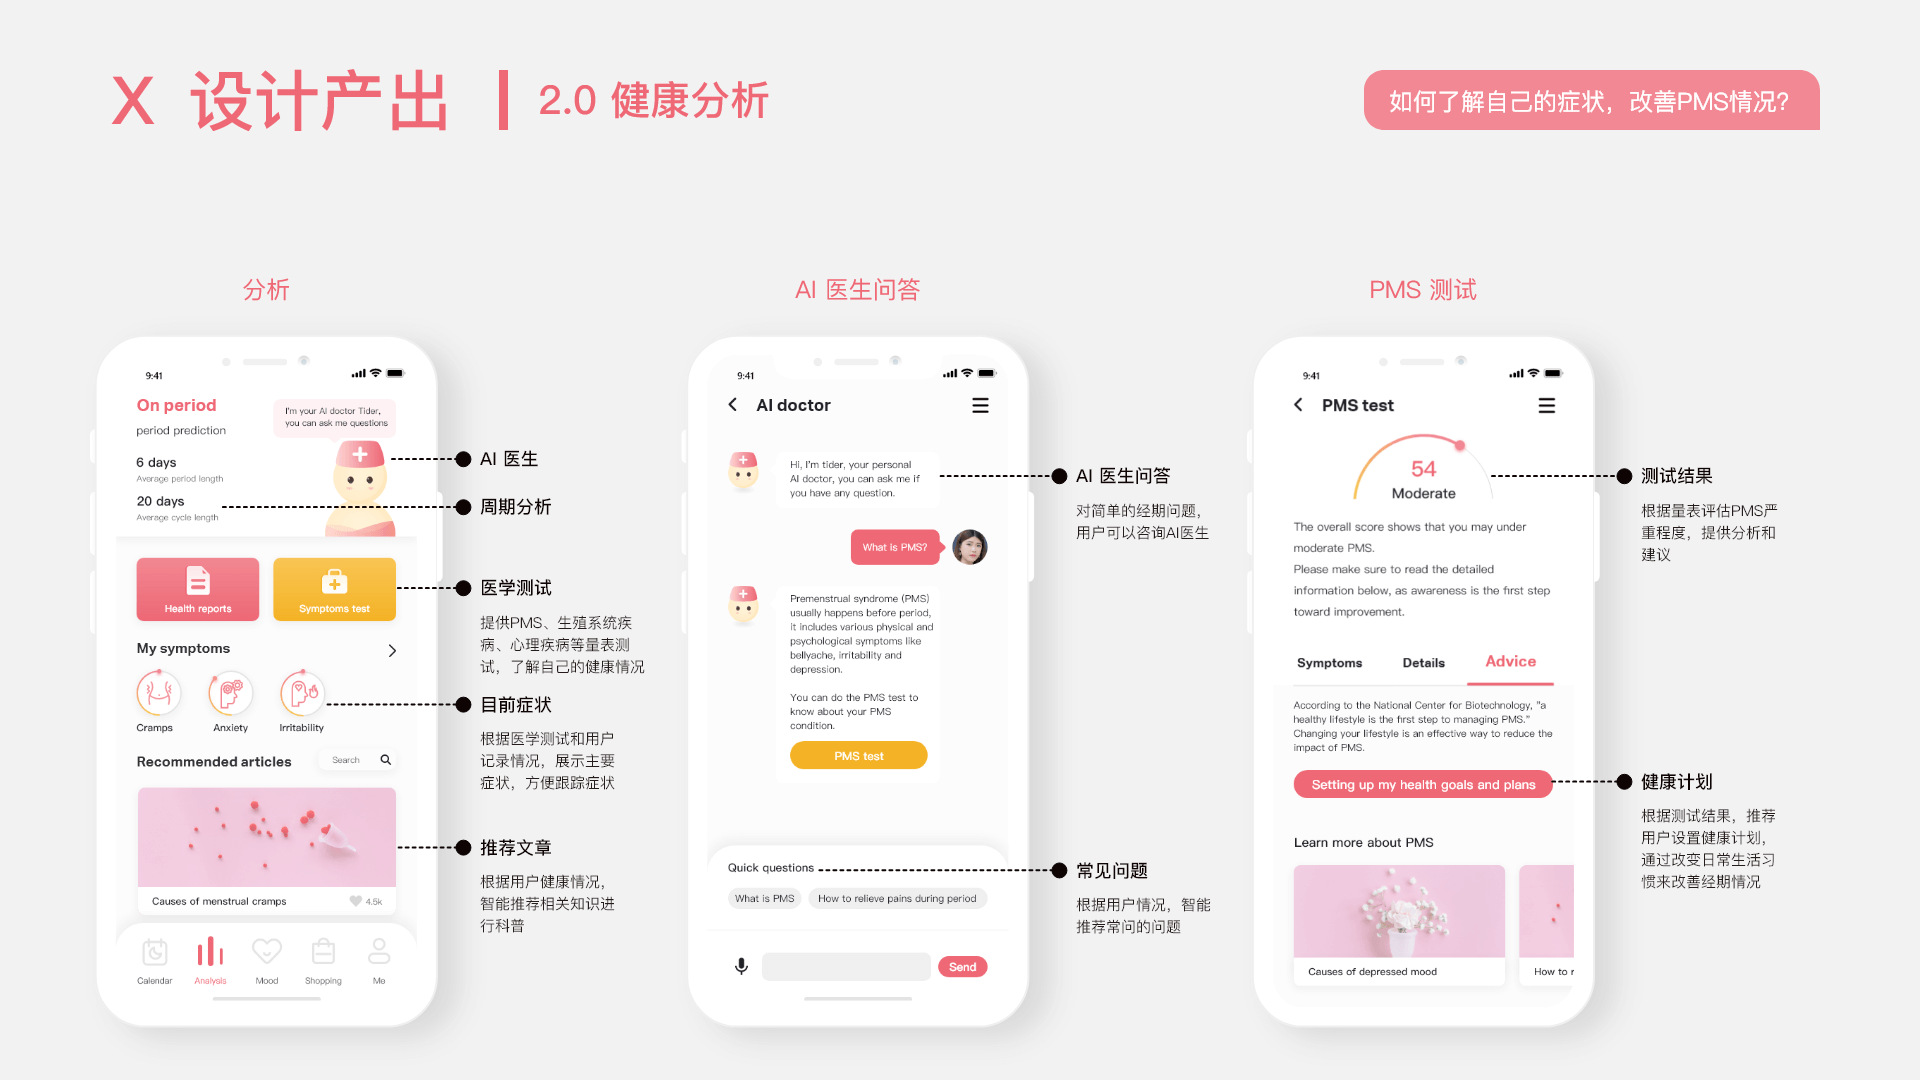 X 设计产出 | 2.0 健康分析
如何了解自己的症状，改善PMS情况？
分析
9:41
On period
period prediction
6 days
Average period length
20 days
Average cycle length
I'm your AI doctor Tider,
you can ask me questions
Health reports
Symptoms test
My symptoms
Cramps
Anxiety
Irritability
Recommended articles
Search
Causes of menstrual cramps
4.5k
Calendar
Analysis
Mood
Shopping
Me
AI 医生
周期分析
医学测试
提供PMS、生殖系统疾
病、心理疾病等量表测
试，了解自己的健康情况
目前症状
根据医学测试和用户
记录情况，展示主要
症状，方便跟踪症状
推荐文章
根据用户健康情况，
智能推荐相关知识进
行科普
AI 医生问答
9:41
AI doctor
Hi, I'm tider, your personal
AI doctor, you can ask me if
you have any question.
What is PMS?
Premenstrual syndrome (PMS)
usually happens before period,
it includes various physical and
psychological symptoms like
bellyache, irritability and
depression.
You can do the PMS test to
know about your PMS
condition.
PMS test
Quick questions
What is PMS
How to relieve pains during period
Send
AI 医生问答
对简单的经期问题，
用户可以咨询AI医生
常见问题
根据用户情况，智能
推荐常问的问题
PMS 测试
9:41
PMS test
54
Moderate
The overall score shows that you may under
moderate PMS.
Please make sure to read the detailed
information below, as awareness is the first step
toward improvement.
Symptoms
Details
Advice
According to the National Center for Biotechnology, "a
healthy lifestyle is the first step to managing PMS."
Changing your lifestyle is an effective way to reduce the
impact of PMS.
Setting up my health goals and plans
Learn more about PMS
Causes of depressed mood
How to r
测试结果
根据量表评估PMS严
重程度，提供分析和
建议
健康计划
根据测试结果，推荐
用户设置健康计划，
通过改变日常生活习
惯来改善经期情况